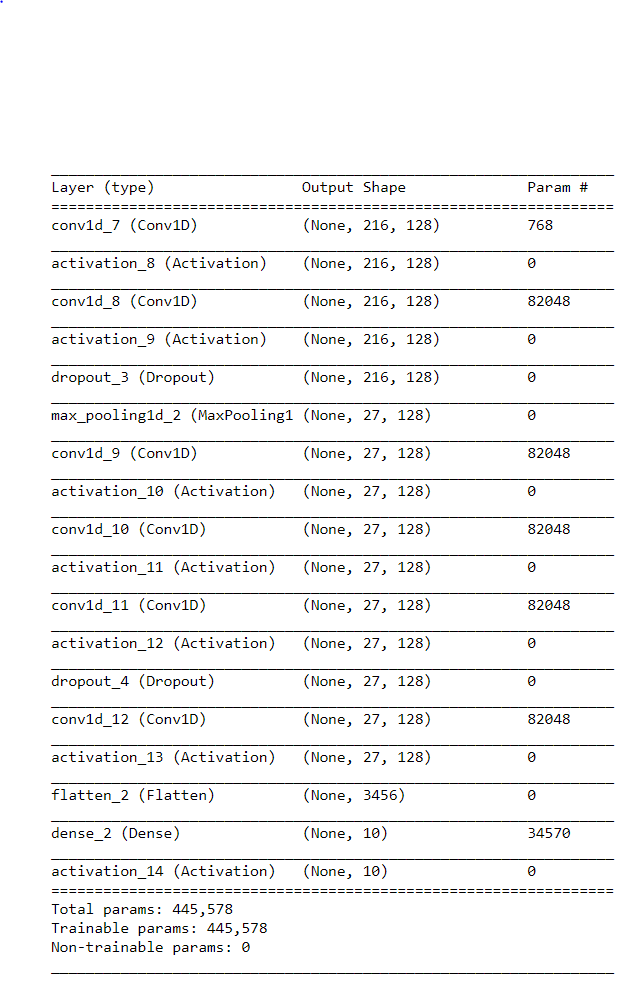 Layer (type) Output Shape Param #
=================================================================
conv1d_7 (Conv1D) (None, 216, 128) 768
activation_8 (Activation) (None, 216, 128) 0
conv1d_8 (Conv1D) (None, 216, 128) 82048
activation_9 (Activation) (None, 216, 128) 0
dropout_3 (Dropout) (None, 216, 128) 0
max_pooling1d_2 (MaxPooling1 (None, 27, 128) 0
conv1d_9 (Conv1D) (None, 27, 128) 82048
activation_10 (Activation) (None, 27, 128) 0
conv1d_10 (Conv1D) (None, 27, 128) 82048
activation_11 (Activation) (None, 27, 128) 0
conv1d_11 (Conv1D) (None, 27, 128) 82048
activation_12 (Activation) (None, 27, 128) 0
dropout_4 (Dropout) (None, 27, 128) 0
conv1d_12 (Conv1D) (None, 27, 128) 82048
activation_13 (Activation) (None, 27, 128) 0
flatten_2 (Flatten) (None, 3456) 0
dense_2 (Dense) (None, 10) 34570
activation_14 (Activation) (None, 10) 0
=================================================================
Total params: 445,578
Trainable params: 445,578
Non-trainable params: 0